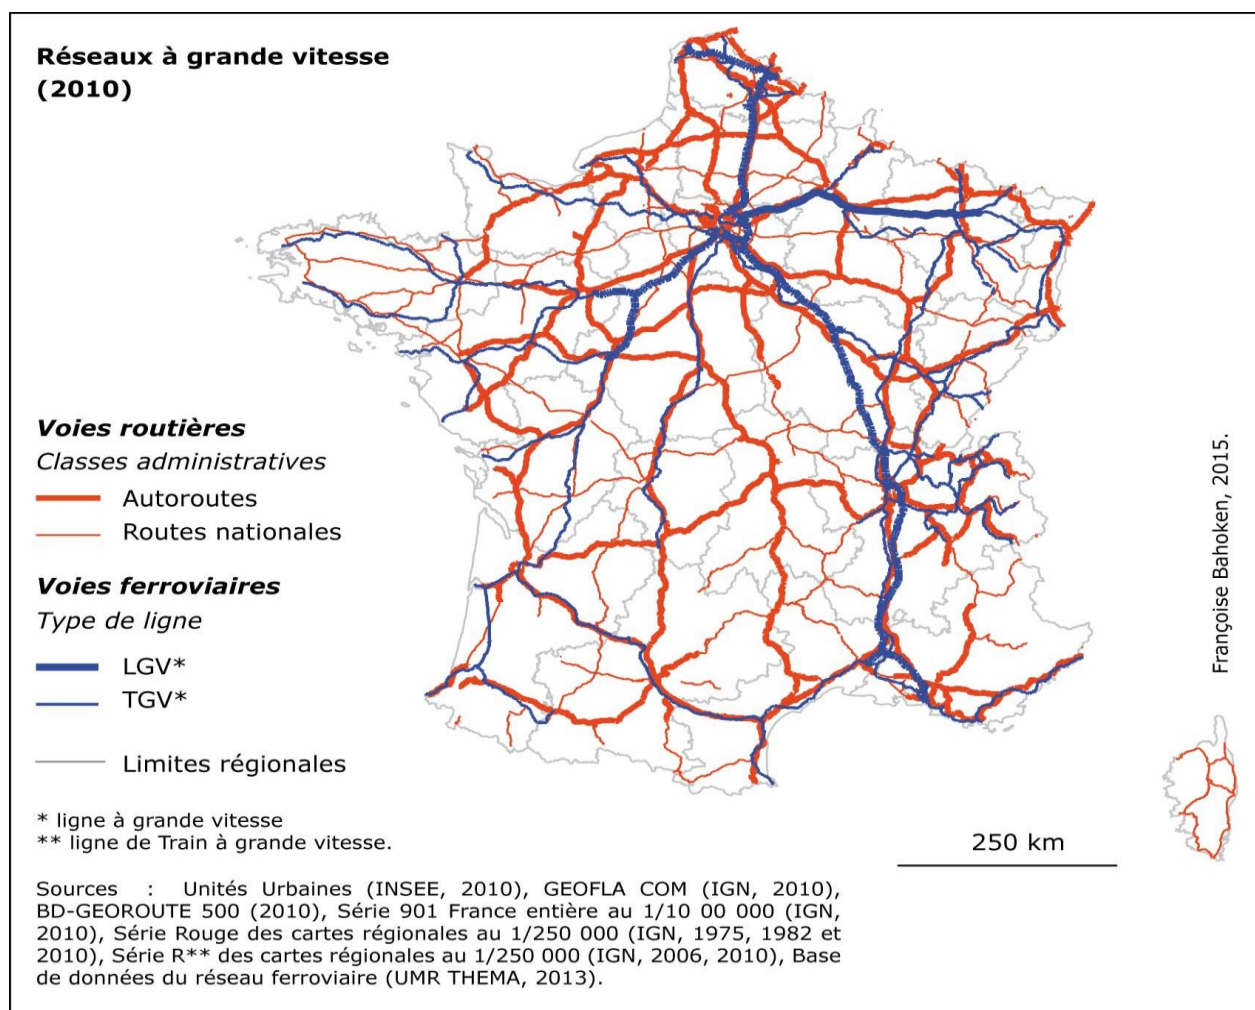 Réseaux à grande vitesse
(2010)
Voies routières
Classes administratives
Autoroutes
Routes nationales
Voies ferroviaires
Type de ligne
LGV*
TGV*
Limites régionales
* ligne à grande vitesse
** ligne de Train à grande vitesse.
250 km
Sources : Unités Urbaines (INSEE, 2010), GEOFLA COM (IGN, 2010),
BD-GEOROUTE 500 (2010), Série 901 France entière au 1/10 00 000 (IGN,
2010), Série Rouge des cartes régionales au 1/250 000 (IGN, 1975, 1982 et
2010), Série R** des cartes régionales au 1/250 000 (IGN, 2006, 2010), Base
de données du réseau ferroviaire (UMR THEMA, 2013).
Françoise Bahoken, 2015.